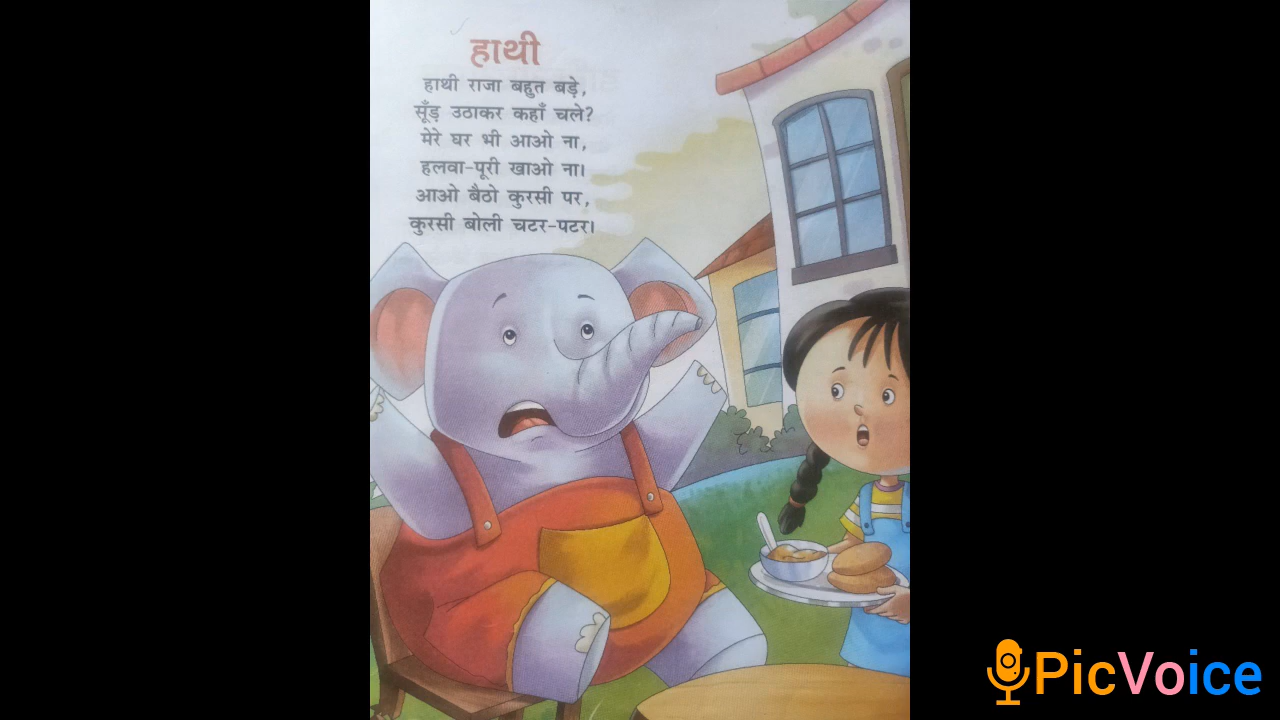 हाथी
हाथी राजा बहुत बड़े,
सूँड़ उठाकर कहाँ चले?
मेरे घर भी आओ ना,
हलवा-पूरी खाओ ना।
आओ बैठो कुरसी पर,
कुरसी बोली चटर-पटर।
PicVoice